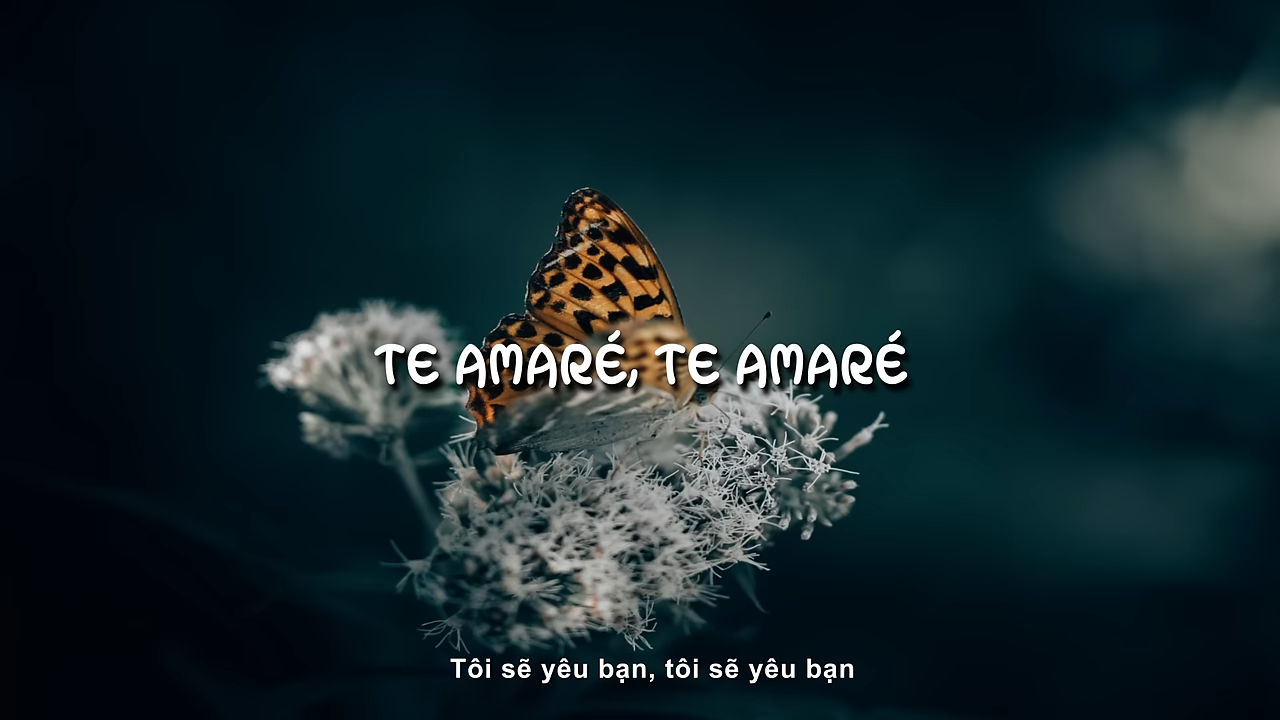 TE AMARÉ, TE AMARÉ
Tôi sẽ yêu bạn, tôi sẽ yêu bạn